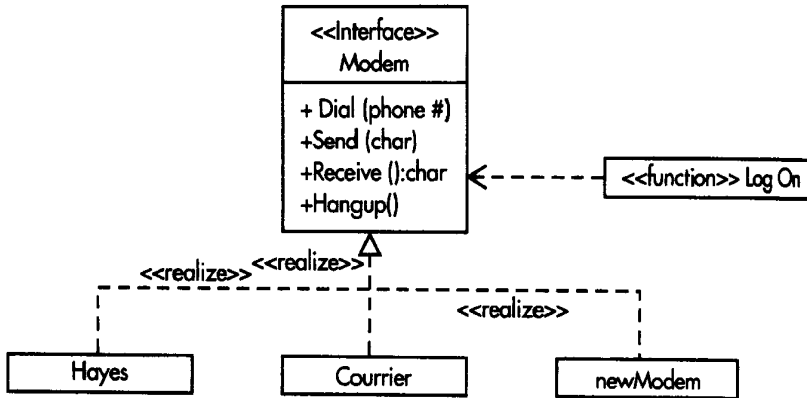 <<Interface>>
Modem
+ Dial (phone #)
+Send (char)
+Receive ():char
+Hangup()
<<function>> Log On
<<realize>>
<<realize>>
<<realize>>
Hayes
Courrier
newModem